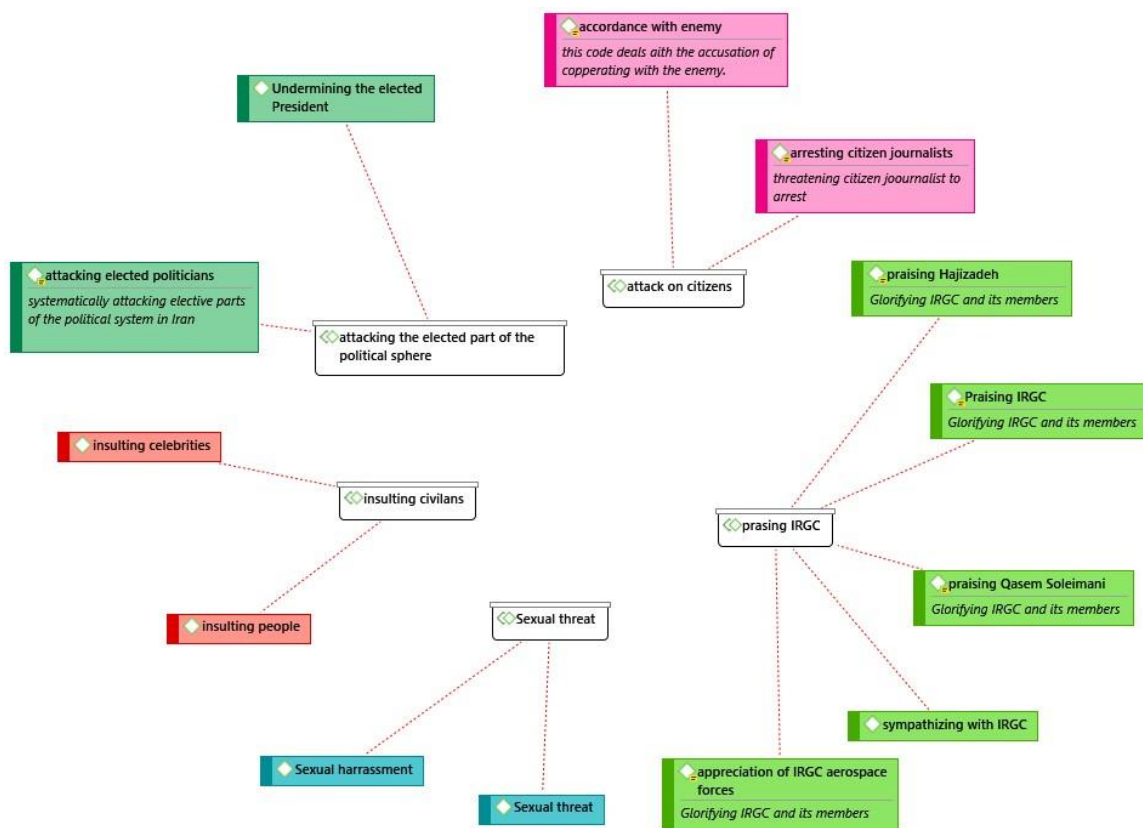 accordance with enemy
this code deals aith the accusation of
copperating with the enemy.
Undermining the elected
President
arresting citizen journalists
threatening citizen joournalist to
arrest
attacking elected politicians
systematically attacking elective parts
of the political system in Iran
attack on citizens
praising Hajizadeh
Glorifying IRGC and its members
attacking the elected part of the
political sphere
Praising IRGC
Glorifying IRGC and its members
insulting celebrities
insulting civilans
prasing IRGC
praising Qasem Soleimani
Glorifying IRGC and its members
insulting people
Sexual threat
sympathizing with IRGC
Sexual harrassment
appreciation of IRGC aerospace
forces
Glorifying IRGC and its members
Sexual threat